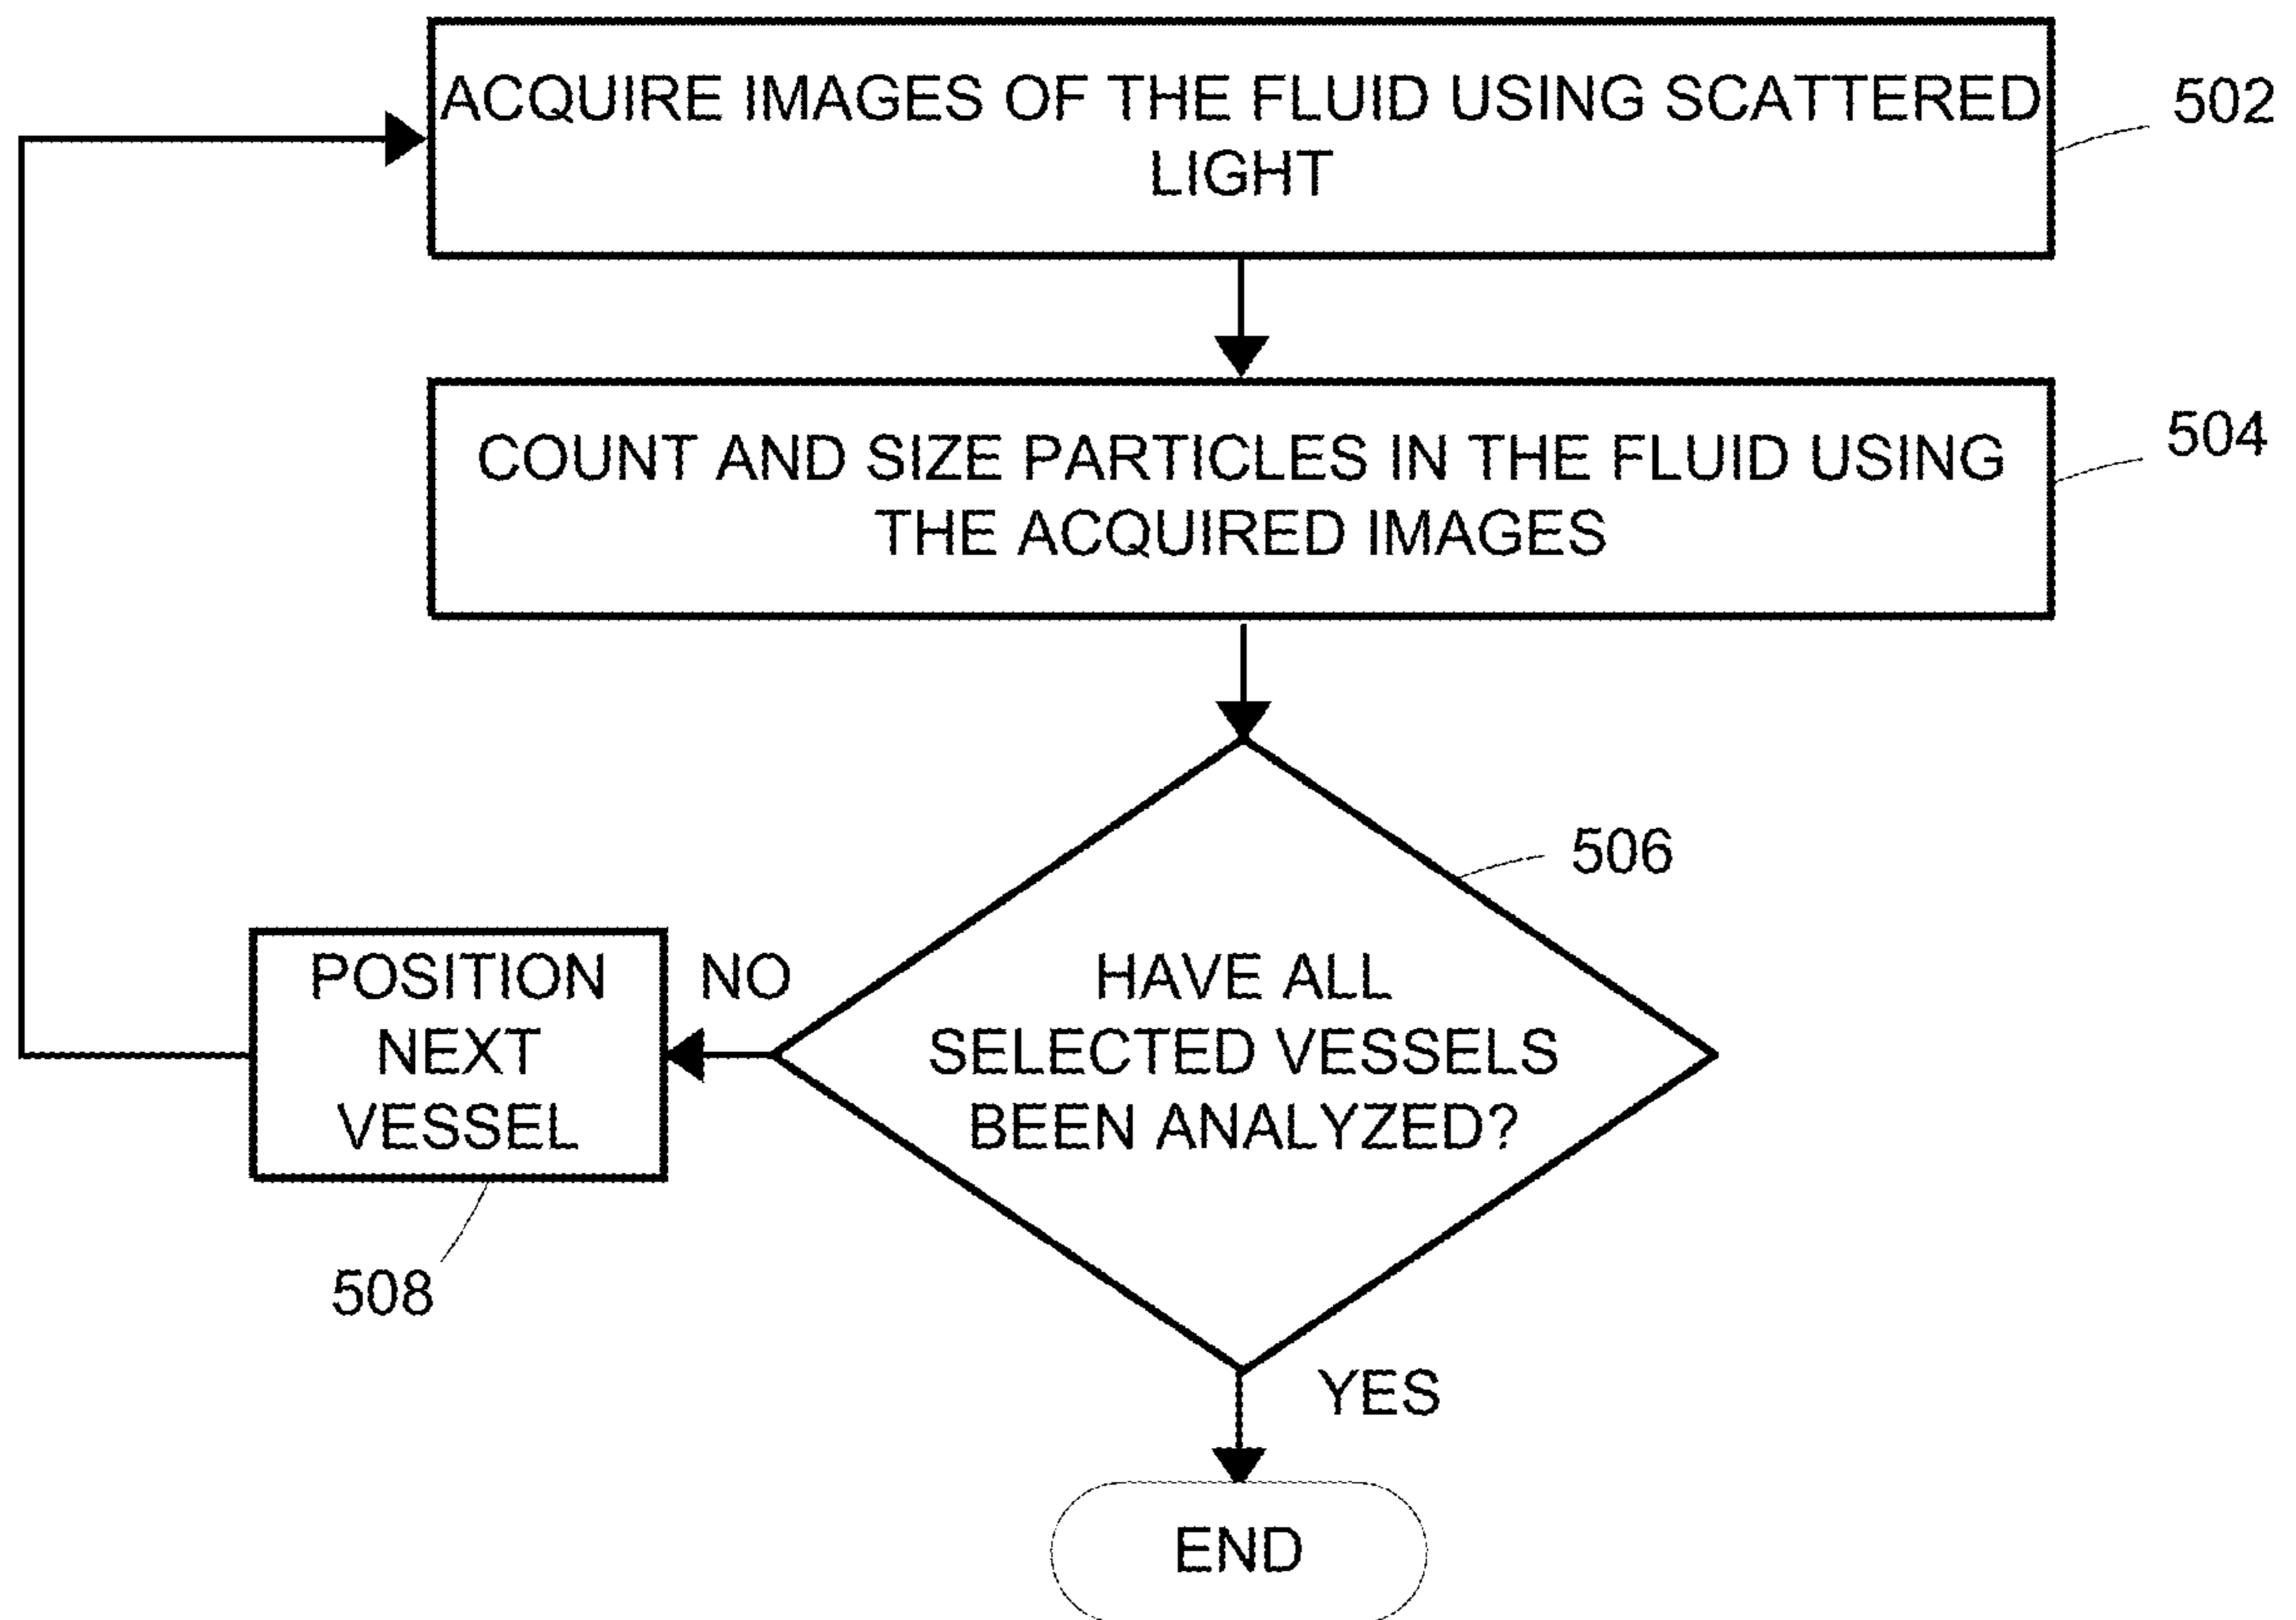 ACQUIRE IMAGES OF THE FLUID USING SCATTERED
LIGHT
502
COUNT AND SIZE PARTICLES IN THE FLUID USING
THE ACQUIRED IMAGES
504
506
HAVE ALL
SELECTED VESSELS
BEEN ANALYZED?
NO
POSITION
NEXT
VESSEL
508
YES
END